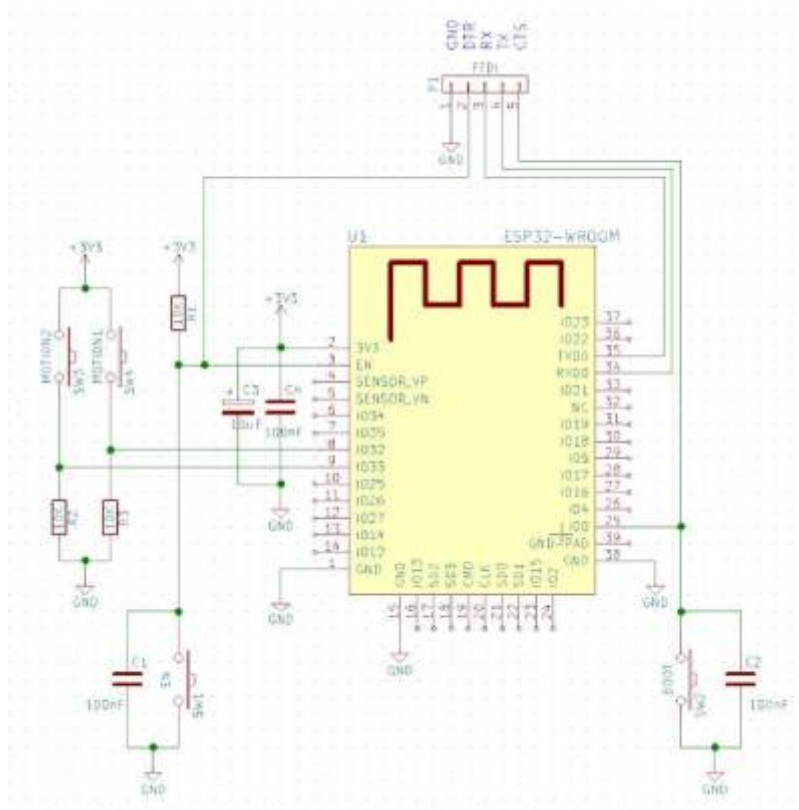 GND
DTR
RX
TX
CTS
FTDI
P1
1
2
3
4
5
GND
U1
ESP32-WROOM
+3V3
+3V3
+3V3
10K
R1
MOTION2
SW3
MOTION1
SW4
C3
10uF
C4
100nF
GND
10K
R2
10K
R3
GND
2 3V3
3 EN
4 SENSOR_VP
5 SENSOR_VN
6 IO34
7 IO35
8 IO32
9 IO33
10 IO25
11 IO26
12 IO27
13 IO14
14 IO12
1 GND
GND
IO23 37
IO22 36
TXD0 35
RXD0 34
IO21 33
NC 32
IO19 31
IO18 30
IO5 29
IO17 28
IO16 27
IO4 26
IO0 25
GND-PAD 39
GND 38
GND
GND IO13 SD2 SD3 CMD CLK SD0 SD1 IO15 IO2
15 16 17 18 19 20 21 22 23 24
GND
C1
100nF
EN
SW1
GND
BOOT
SW2
C2
100nF
GND